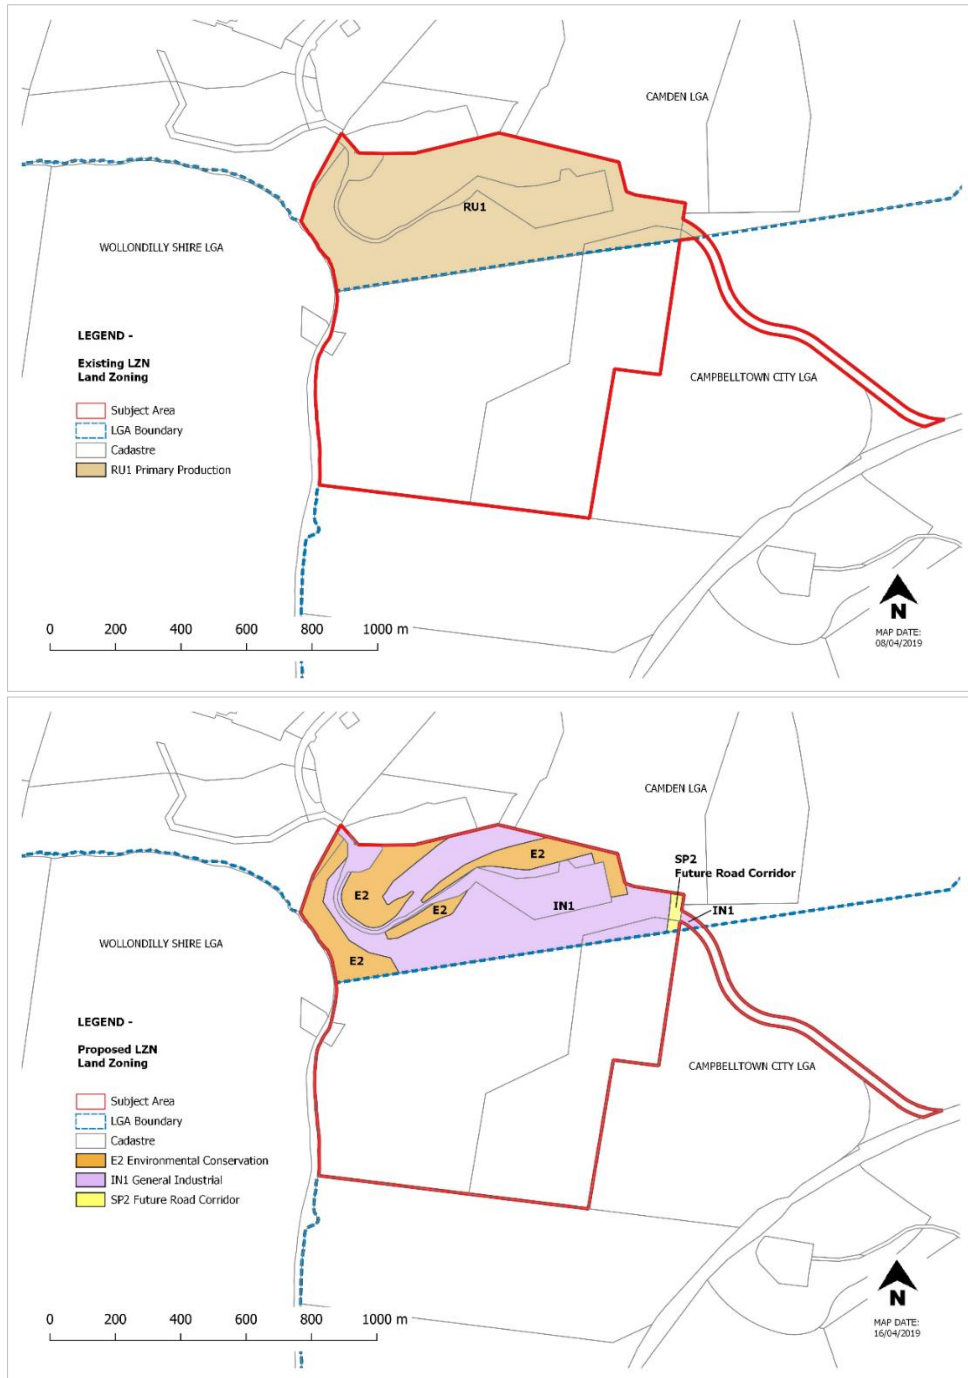 CAMDEN LGA
RU1
WOLLONDILLY SHIRE LGA
LEGEND -
Existing LZN
Land Zoning
Subject Area
LGA Boundary
Cadastre
RU1 Primary Production
CAMPBELLTOWN CITY LGA
0 200 400 600 800 1000 m
N
MAP DATE:
08/04/2019
CAMDEN LGA
E2
SP2
Future Road Corridor
E2
E2
IN1
IN1
E2
WOLLONDILLY SHIRE LGA
LEGEND -
Proposed LZN
Land Zoning
Subject Area
LGA Boundary
Cadastre
E2 Environmental Conservation
IN1 General Industrial
SP2 Future Road Corridor
CAMPBELLTOWN CITY LGA
0 200 400 600 800 1000 m
N
MAP DATE:
16/04/2019